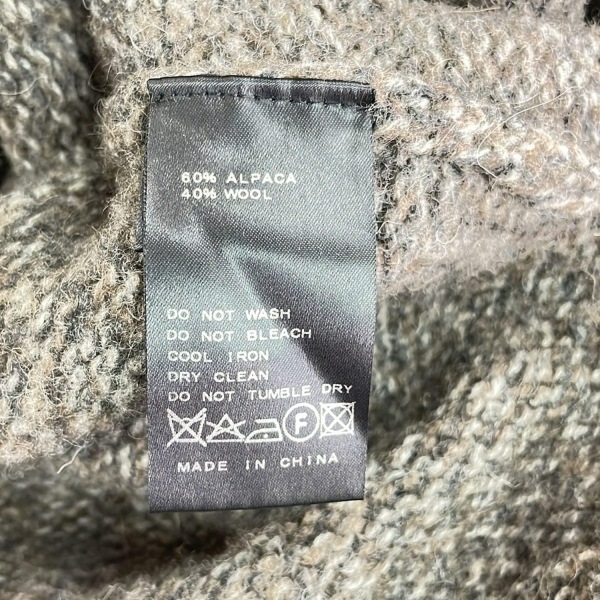 60% ALPACA
40% WOOL
DO NOT WASH
DO NOT BLEACH
COOL IRON
DRY CLEAN
DO NOT TUMBLE DRY
F
MADE IN CHINA